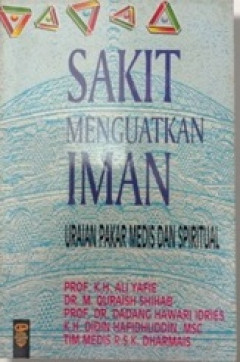 SAKIT
MENGUATKAN
IMAN
URAIAN PAKAR MEDIS DAN SPIRITUAL
PROF. K.H. ALI YAFIE
DR. M. QURAISH SHIHAB
PROF. DR. DADANG HAWARI IDRIES
K.H. DIDIN HAFIDHUDDIN, MSC
TIM MEDIS R.S.K. DHARMAIS